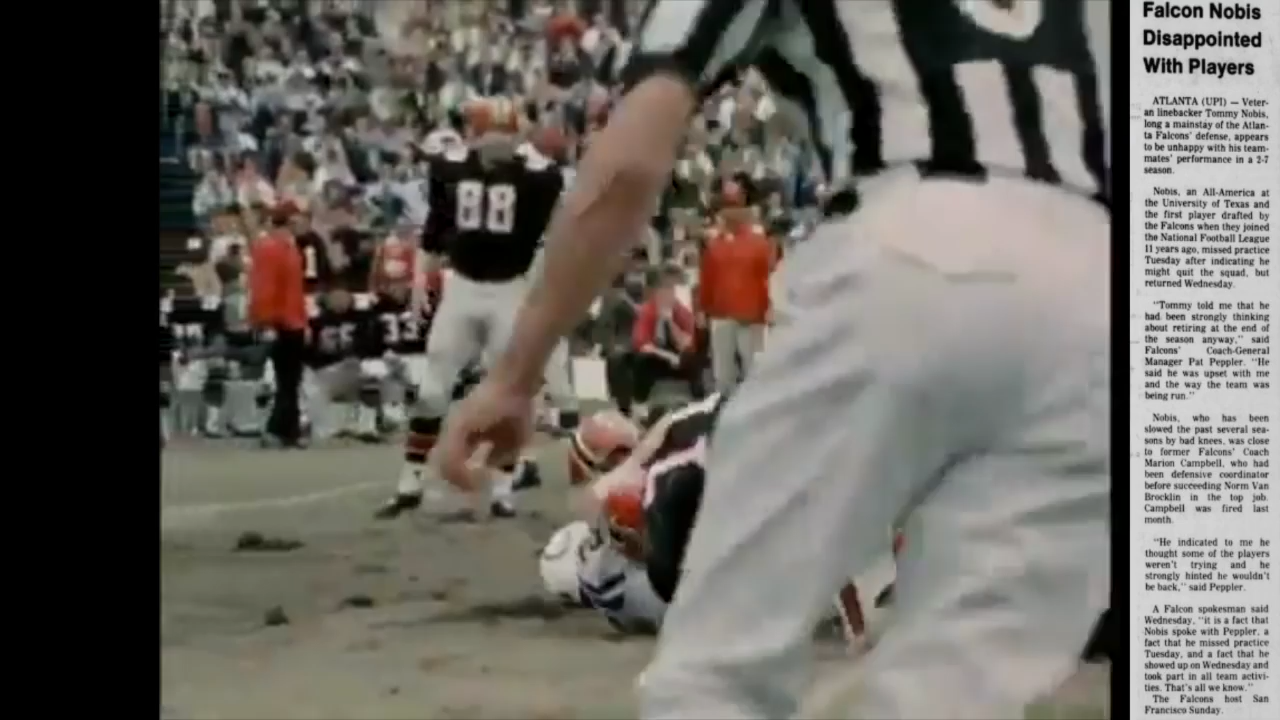 88
1
33
Falcon Nobis
Disappointed
With Players
ATLANTA (UPI) — Veter-
an linebacker Tommy Nobis,
long a mainstay of the Atlan-
ta Falcons' defense, appears
to be unhappy with his team-
mates' performance in a 2-7
season.
Nobis, an All-America at
the University of Texas and
the first player drafted by
the Falcons when they joined
the National Football League
11 years ago, missed practice
Tuesday after indicating he
might quit the squad, but
returned Wednesday.
"Tommy told me that he
had been strongly thinking
about retiring at the end of
the season anyway," said
Falcons' Coach-General
Manager Pat Peppler. "He
said he was upset with me
and the way the team was
being run."
Nobis, who has been
slowed the past several sea-
sons by bad knees, was close
to former Falcons' Coach
Marion Campbell, who had
been defensive coordinator
before succeeding Norm Van
Brocklin in the top job.
Campbell was fired last
month.
"He indicated to me he
thought some of the players
weren't trying and he
strongly hinted he wouldn't
be back," said Peppler.
A Falcon spokesman said
Wednesday, "it is a fact that
Nobis spoke with Peppler, a
fact that he missed practice
Tuesday, and a fact that he
showed up on Wednesday and
took part in all team activi-
ties. That's all we know."
The Falcons host San
Francisco Sunday.